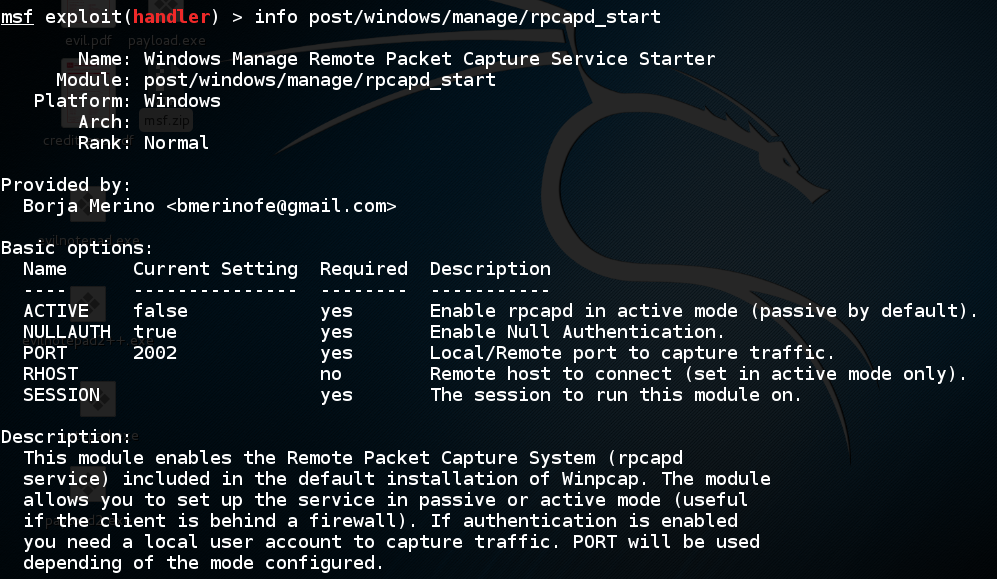 msf exploit(handler) > info post/windows/manage/rpcapd_start
evil.pdf payload.exe
Name: Windows Manage Remote Packet Capture Service Starter
Module: post/windows/manage/rpcapd_start
Platform: Windows
Arch:
msf.zip
Rank: Normal
Provided by:
Borja Merino <bmerinofe@gmail.com>
Basic options:
Name Current Setting Required Description
---- --------------- -------- -----------
ACTIVE false yes Enable rpcapd in active mode (passive by default).
NULLAUTH true yes Enable Null Authentication.
PORT 2002 yes Local/Remote port to capture traffic.
RHOST no Remote host to connect (set in active mode only).
SESSION yes The session to run this module on.
Description:
This module enables the Remote Packet Capture System (rpcapd
service) included in the default installation of Winpcap. The module
allows you to set up the service in passive or active mode (useful
if the client is behind a firewall). If authentication is enabled
you need a local user account to capture traffic. PORT will be used
depending of the mode configured.